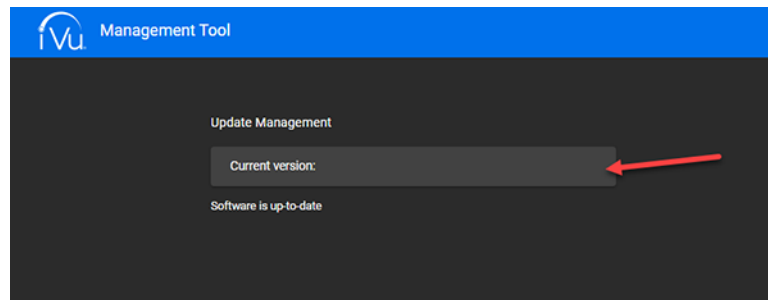 iVu.
Management Tool
Update Management
Current version:
Software is up-to-date